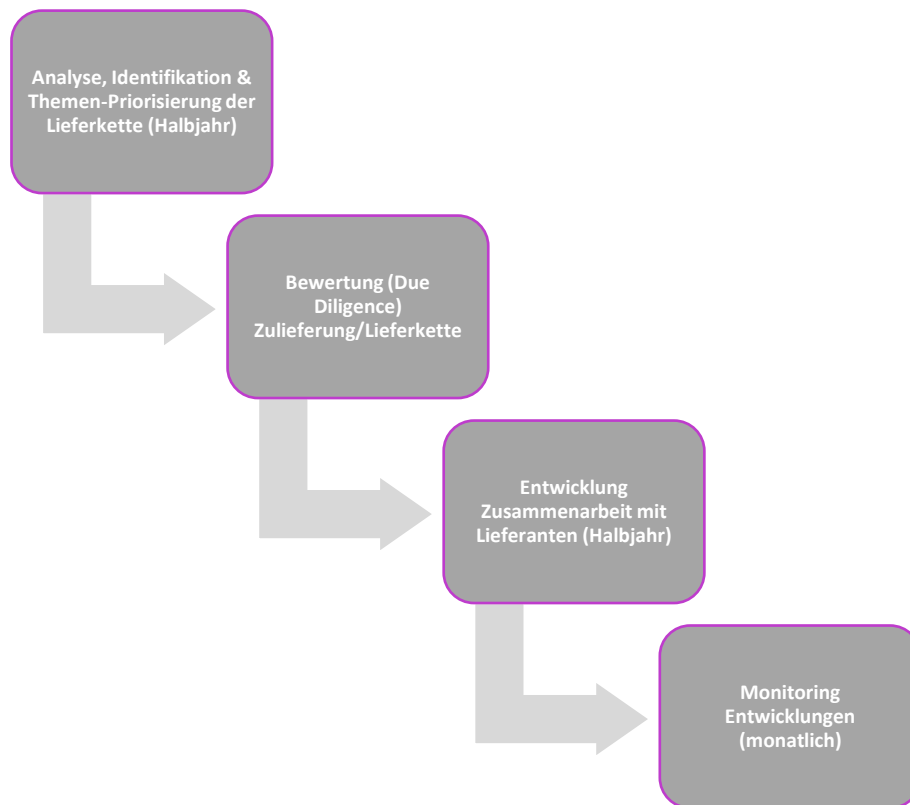 Analyse, Identifikation &
Themen-Priorisierung der
Lieferkette (Halbjahr)
Bewertung (Due
Diligence)
Zulieferung/Lieferkette
Entwicklung
Zusammenarbeit mit
Lieferanten (Halbjahr)
Monitoring
Entwicklungen
(monatlich)